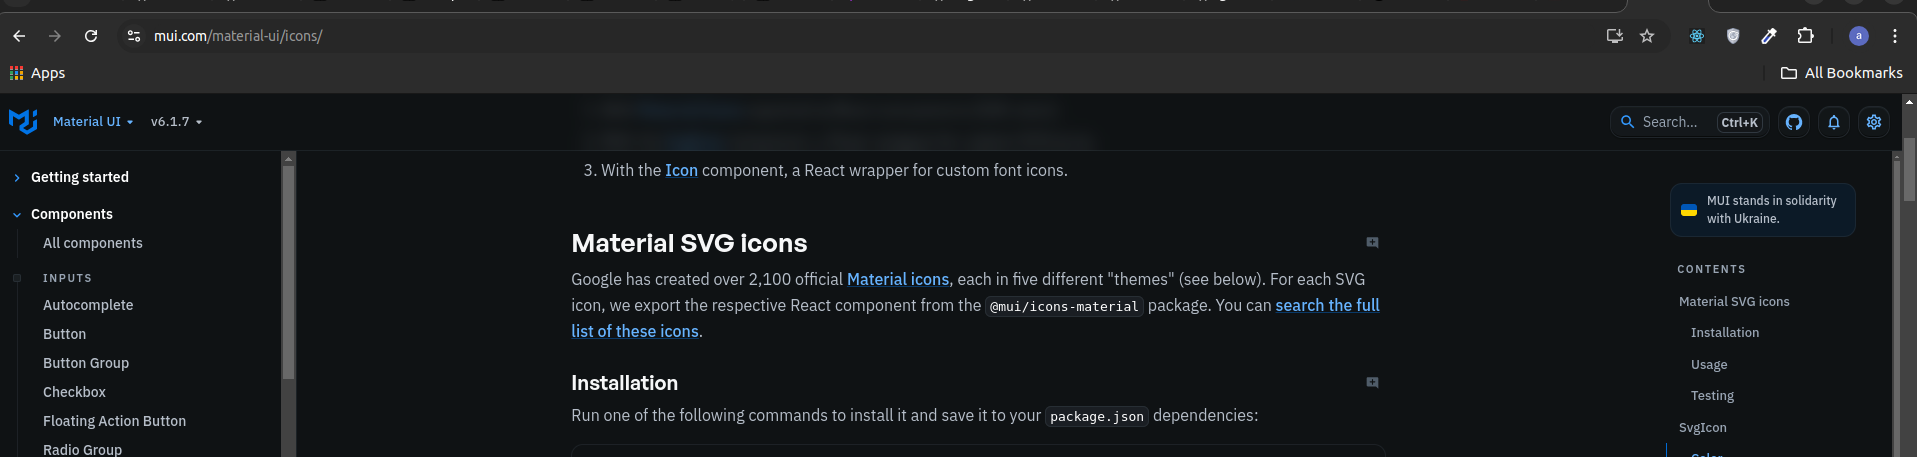 mui.com/material-ui/icons/
a
Apps
All Bookmarks
Material UI
v6.1.7
Search...
Ctrl+K
Getting started
Components
All components
INPUTS
Autocomplete
Button
Button Group
Checkbox
Floating Action Button
Radio Group
3. With the Icon component, a React wrapper for custom font icons.
Material SVG icons
Google has created over 2,100 official Material icons, each in five different "themes" (see below). For each SVG
icon, we export the respective React component from the @mui/icons-material package. You can search the full
list of these icons.
Installation
Run one of the following commands to install it and save it to your package.json dependencies:
MUI stands in solidarity
with Ukraine.
CONTENTS
Material SVG icons
Installation
Usage
Testing
SvgIcon